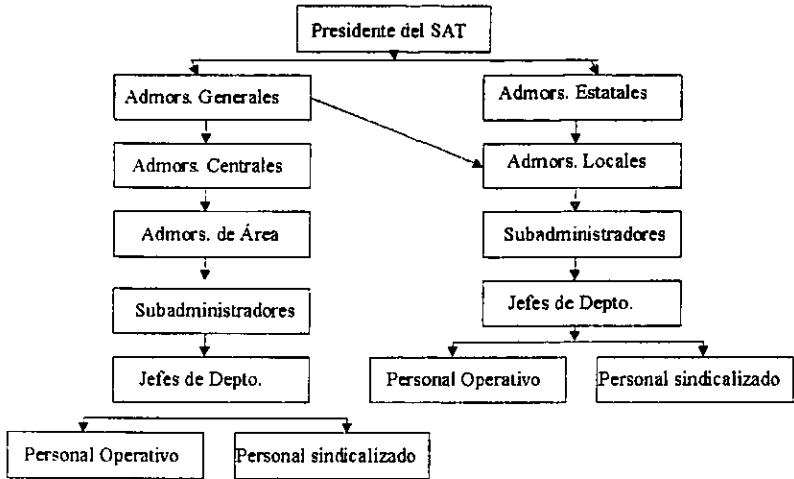 Presidente del SAT
Admors. Generales
Admors. Estatales
Admors. Centrales
Admors. Locales
Admors. de Área
Subadministradores
Subadministradores
Jefes de Depto.
Jefes de Depto.
Personal Operativo
Personal sindicalizado
Personal Operativo
Personal sindicalizado